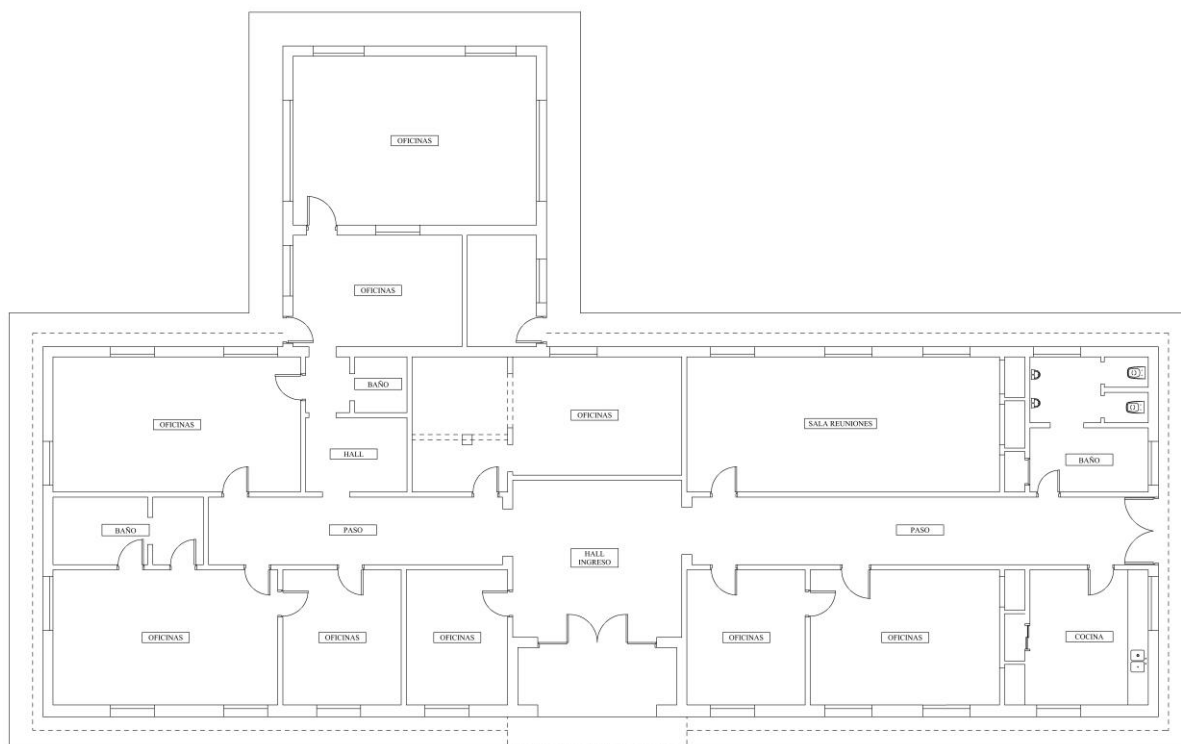 OFICINAS
OFICINAS
BAÑO
OFICINAS
OFICINAS
SALA REUNIONES
HALL
BAÑO
BAÑO
PASO
PASO
HALL
INGRESO
OFICINAS
OFICINAS
OFICINAS
OFICINAS
OFICINAS
COCINA